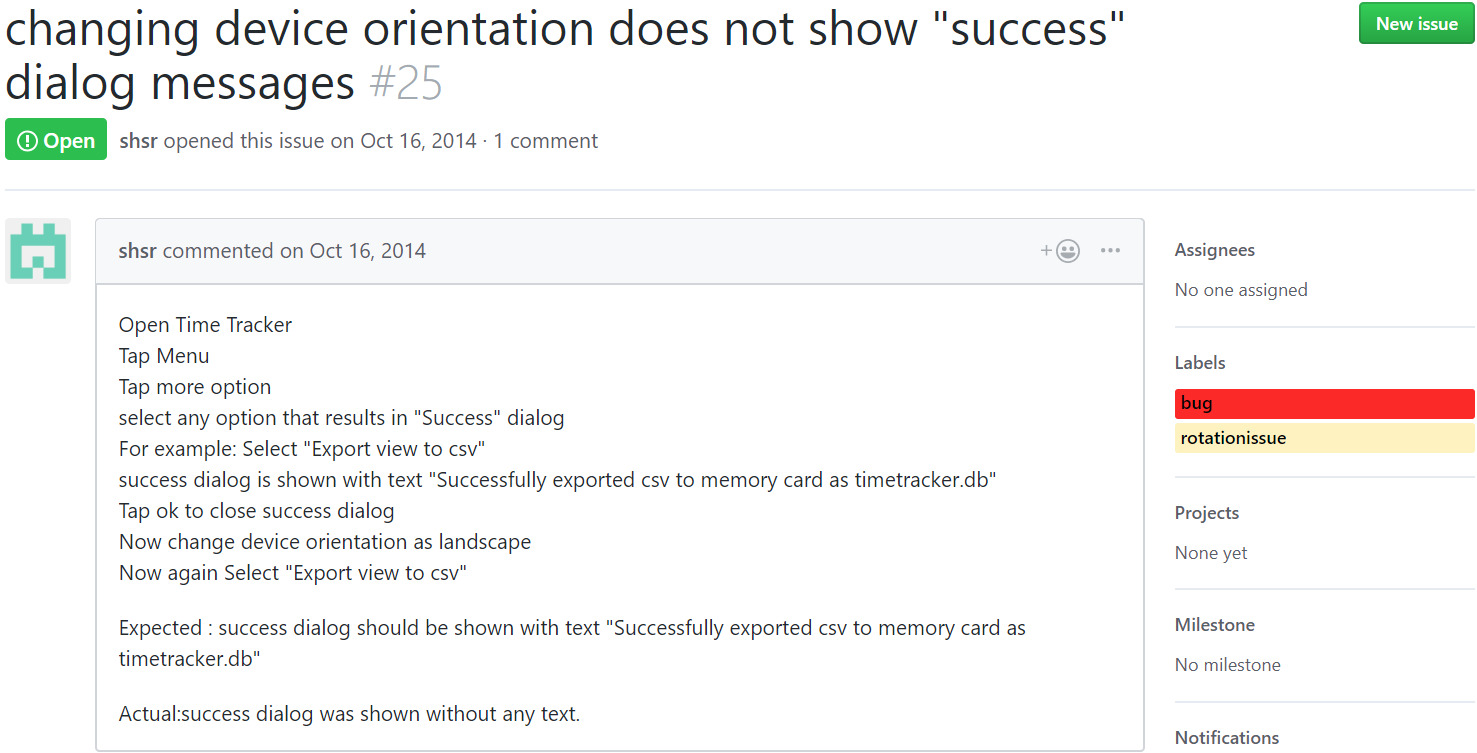 changing device orientation does not show "success"
dialog messages #25
New issue
Open
shsr opened this issue on Oct 16, 2014 · 1 comment
shsr commented on Oct 16, 2014
Open Time Tracker
Tap Menu
Tap more option
select any option that results in "Success" dialog
For example: Select "Export view to csv"
success dialog is shown with text "Successfully exported csv to memory card as timetracker.db"
Tap ok to close success dialog
Now change device orientation as landscape
Now again Select "Export view to csv"
Expected : success dialog should be shown with text "Successfully exported csv to memory card as
timetracker.db"
Actual:success dialog was shown without any text.
Assignees
No one assigned
Labels
bug
rotationissue
Projects
None yet
Milestone
No milestone
Notifications